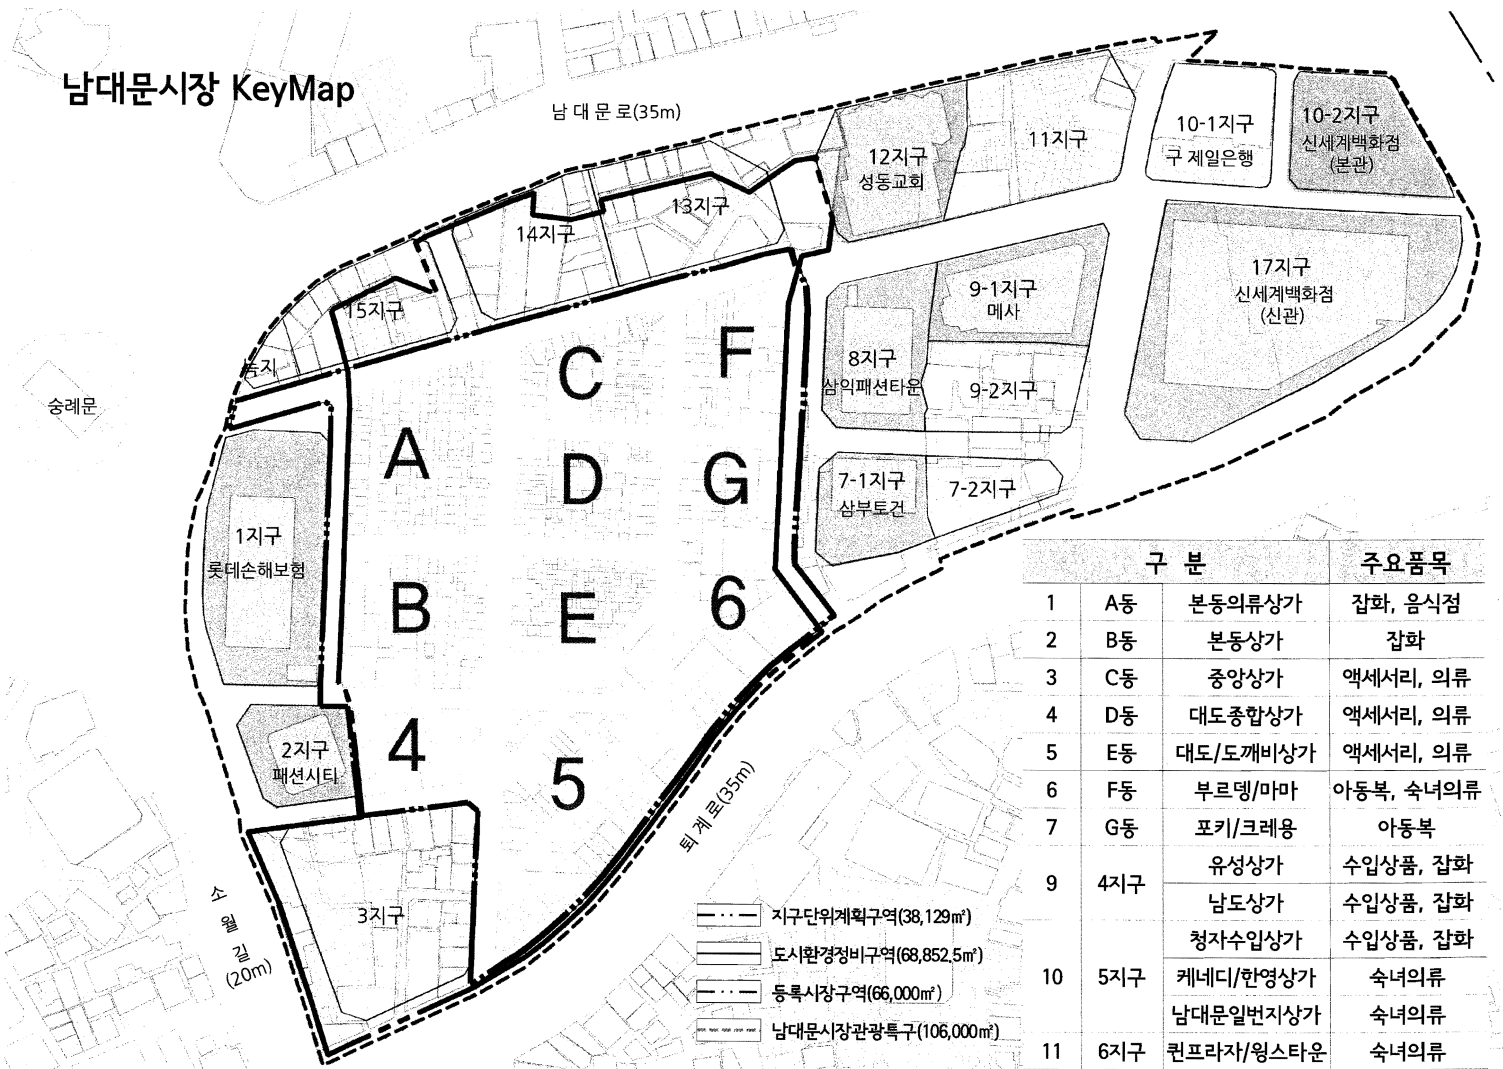 남대문시장 KeyMap
남대문로(35m)
12지구
성동교회
11지구
10-1지구
구 제일은행
10-2지구
신세계백화점
(본관)
13지구
14지구
15지구
녹지
숭례문
17지구
신세계백화점
(신관)
9-1지구
메사
8지구
삼익패션타운
9-2지구
7-1지구
삼부토건
7-2지구
1지구
롯데손해보험
2지구
패션시티
3지구
A
B
C
D
E
F
G
4
5
6
소월길
(20m)
퇴계로(35m)
지구단위계획구역(38,129㎡)
도시환경정비구역(68,852.5㎡)
등록시장구역(66,000㎡)
남대문시장관광특구(106,000㎡)
구 분 주요품목
1 A동 본동의류상가 잡화, 음식점
2 B동 본동상가 잡화
3 C동 중앙상가 액세서리, 의류
4 D동 대도종합상가 액세서리, 의류
5 E동 대도/도깨비상가 액세서리, 의류
6 F동 부르뎅/마마 아동복, 숙녀의류
7 G동 포키/크레용 아동복
9 4지구 유성상가 수입상품, 잡화
남도상가 수입상품, 잡화
10 5지구 청자수입상가 수입상품, 잡화
케네디/한영상가 숙녀의류
남대문일번지상가 숙녀의류
11 6지구 퀸프라자/윙스타운 숙녀의류